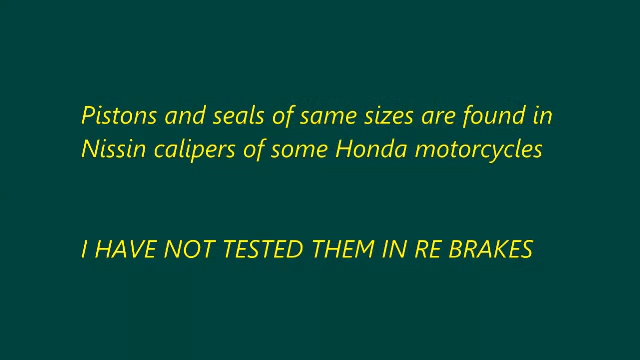 Pistons and seals of same sizes are found in
Nissin calipers of some Honda motorcycles
I HAVE NOT TESTED THEM IN RE BRAKES